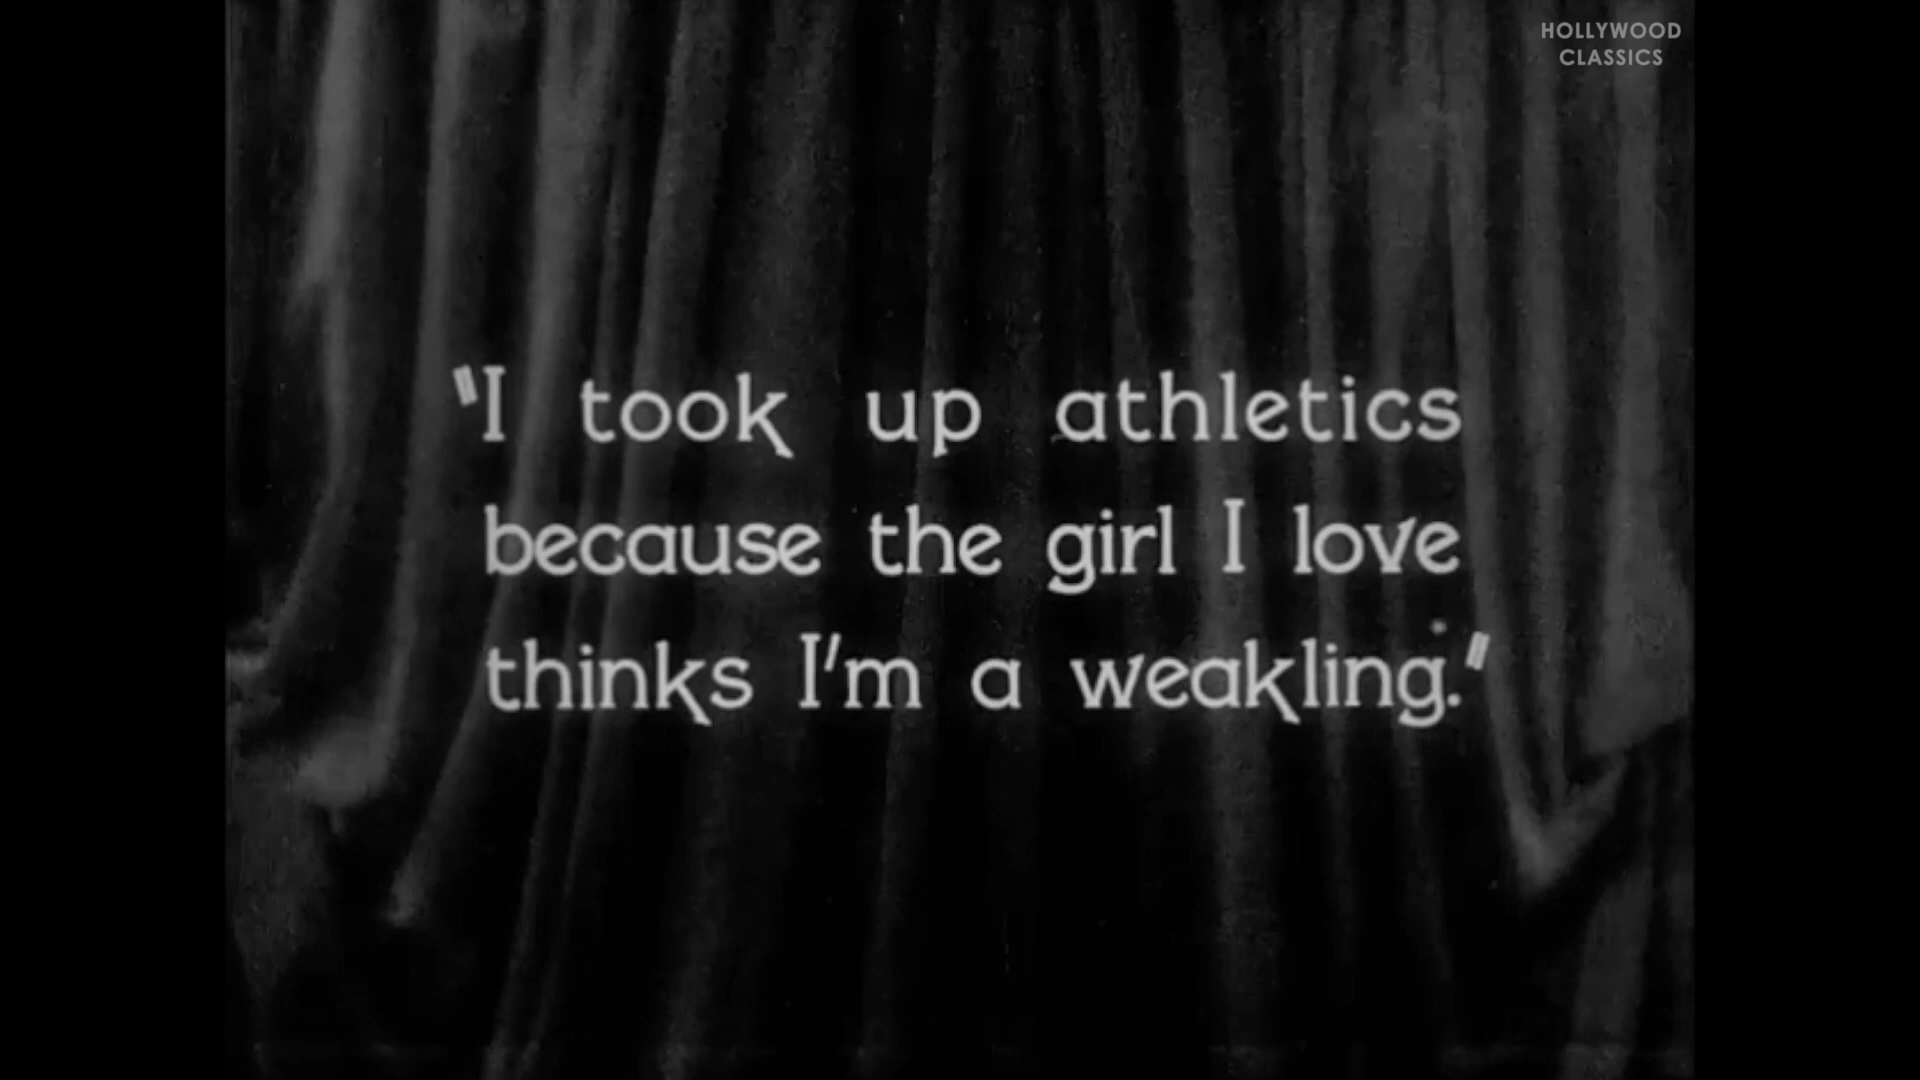 HOLLYWOOD
CLASSICS
"I took up athletics
because the girl I love
thinks I'm a weakling."